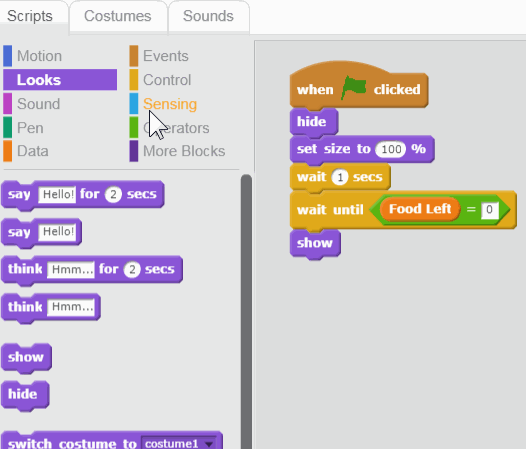 Scripts Costumes Sounds
Motion Events
Looks Control
Sound Sensing
Pen Operators
Data More Blocks
say Hello! for 2 secs
say Hello!
think Hmm... for 2 secs
think Hmm...
show
hide
switch costume to costume1
when clicked
hide
set size to 100 %
wait 1 secs
wait until Food Left = 0
show